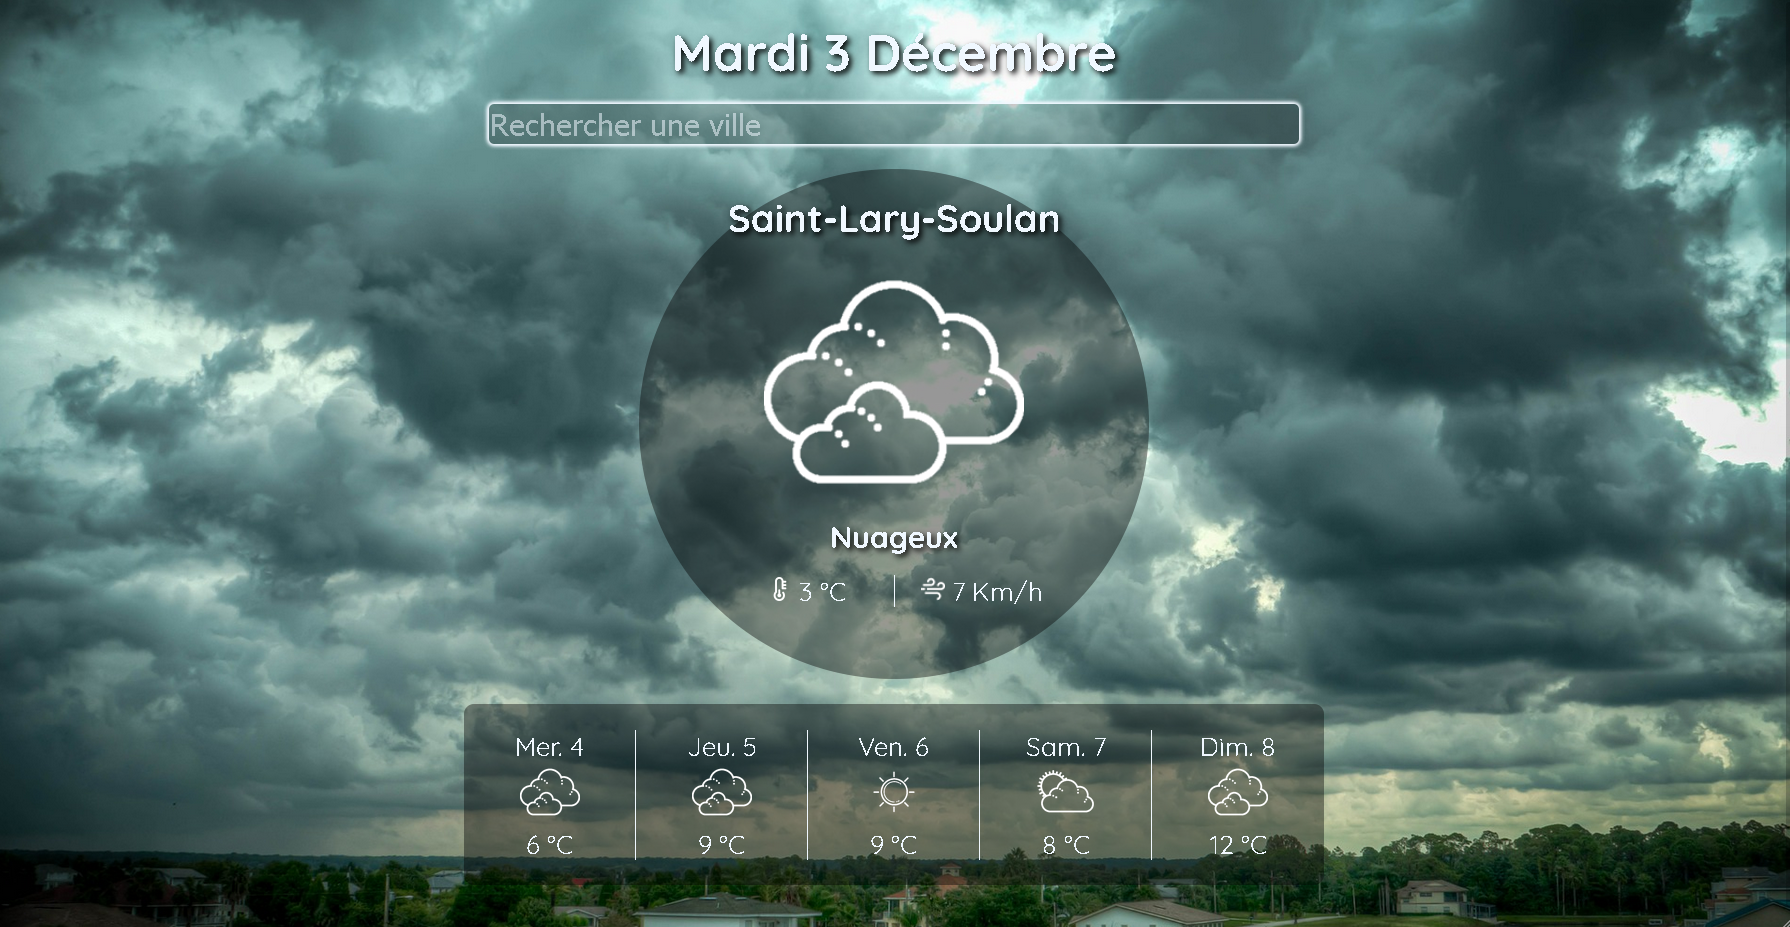 Mardi 3 Décembre
Rechercher une ville
Saint-Lary-Soulan
Nuageux
3 °C 7 Km/h
Mer. 4 Jeu. 5 Ven. 6 Sam. 7 Dim. 8
6 °C 9 °C 9 °C 8 °C 12 °C